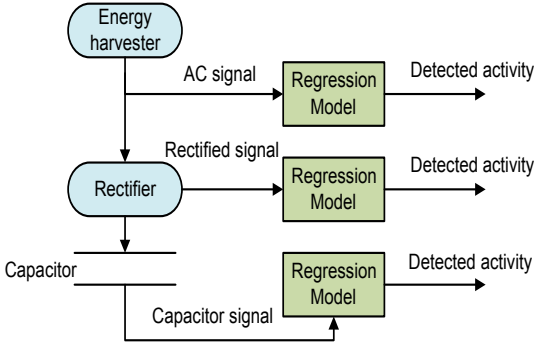 Energy
harvester
AC signal
Regression
Model
Detected activity
Rectified signal
Rectifier
Regression
Model
Detected activity
Capacitor
Regression
Model
Detected activity
Capacitor signal